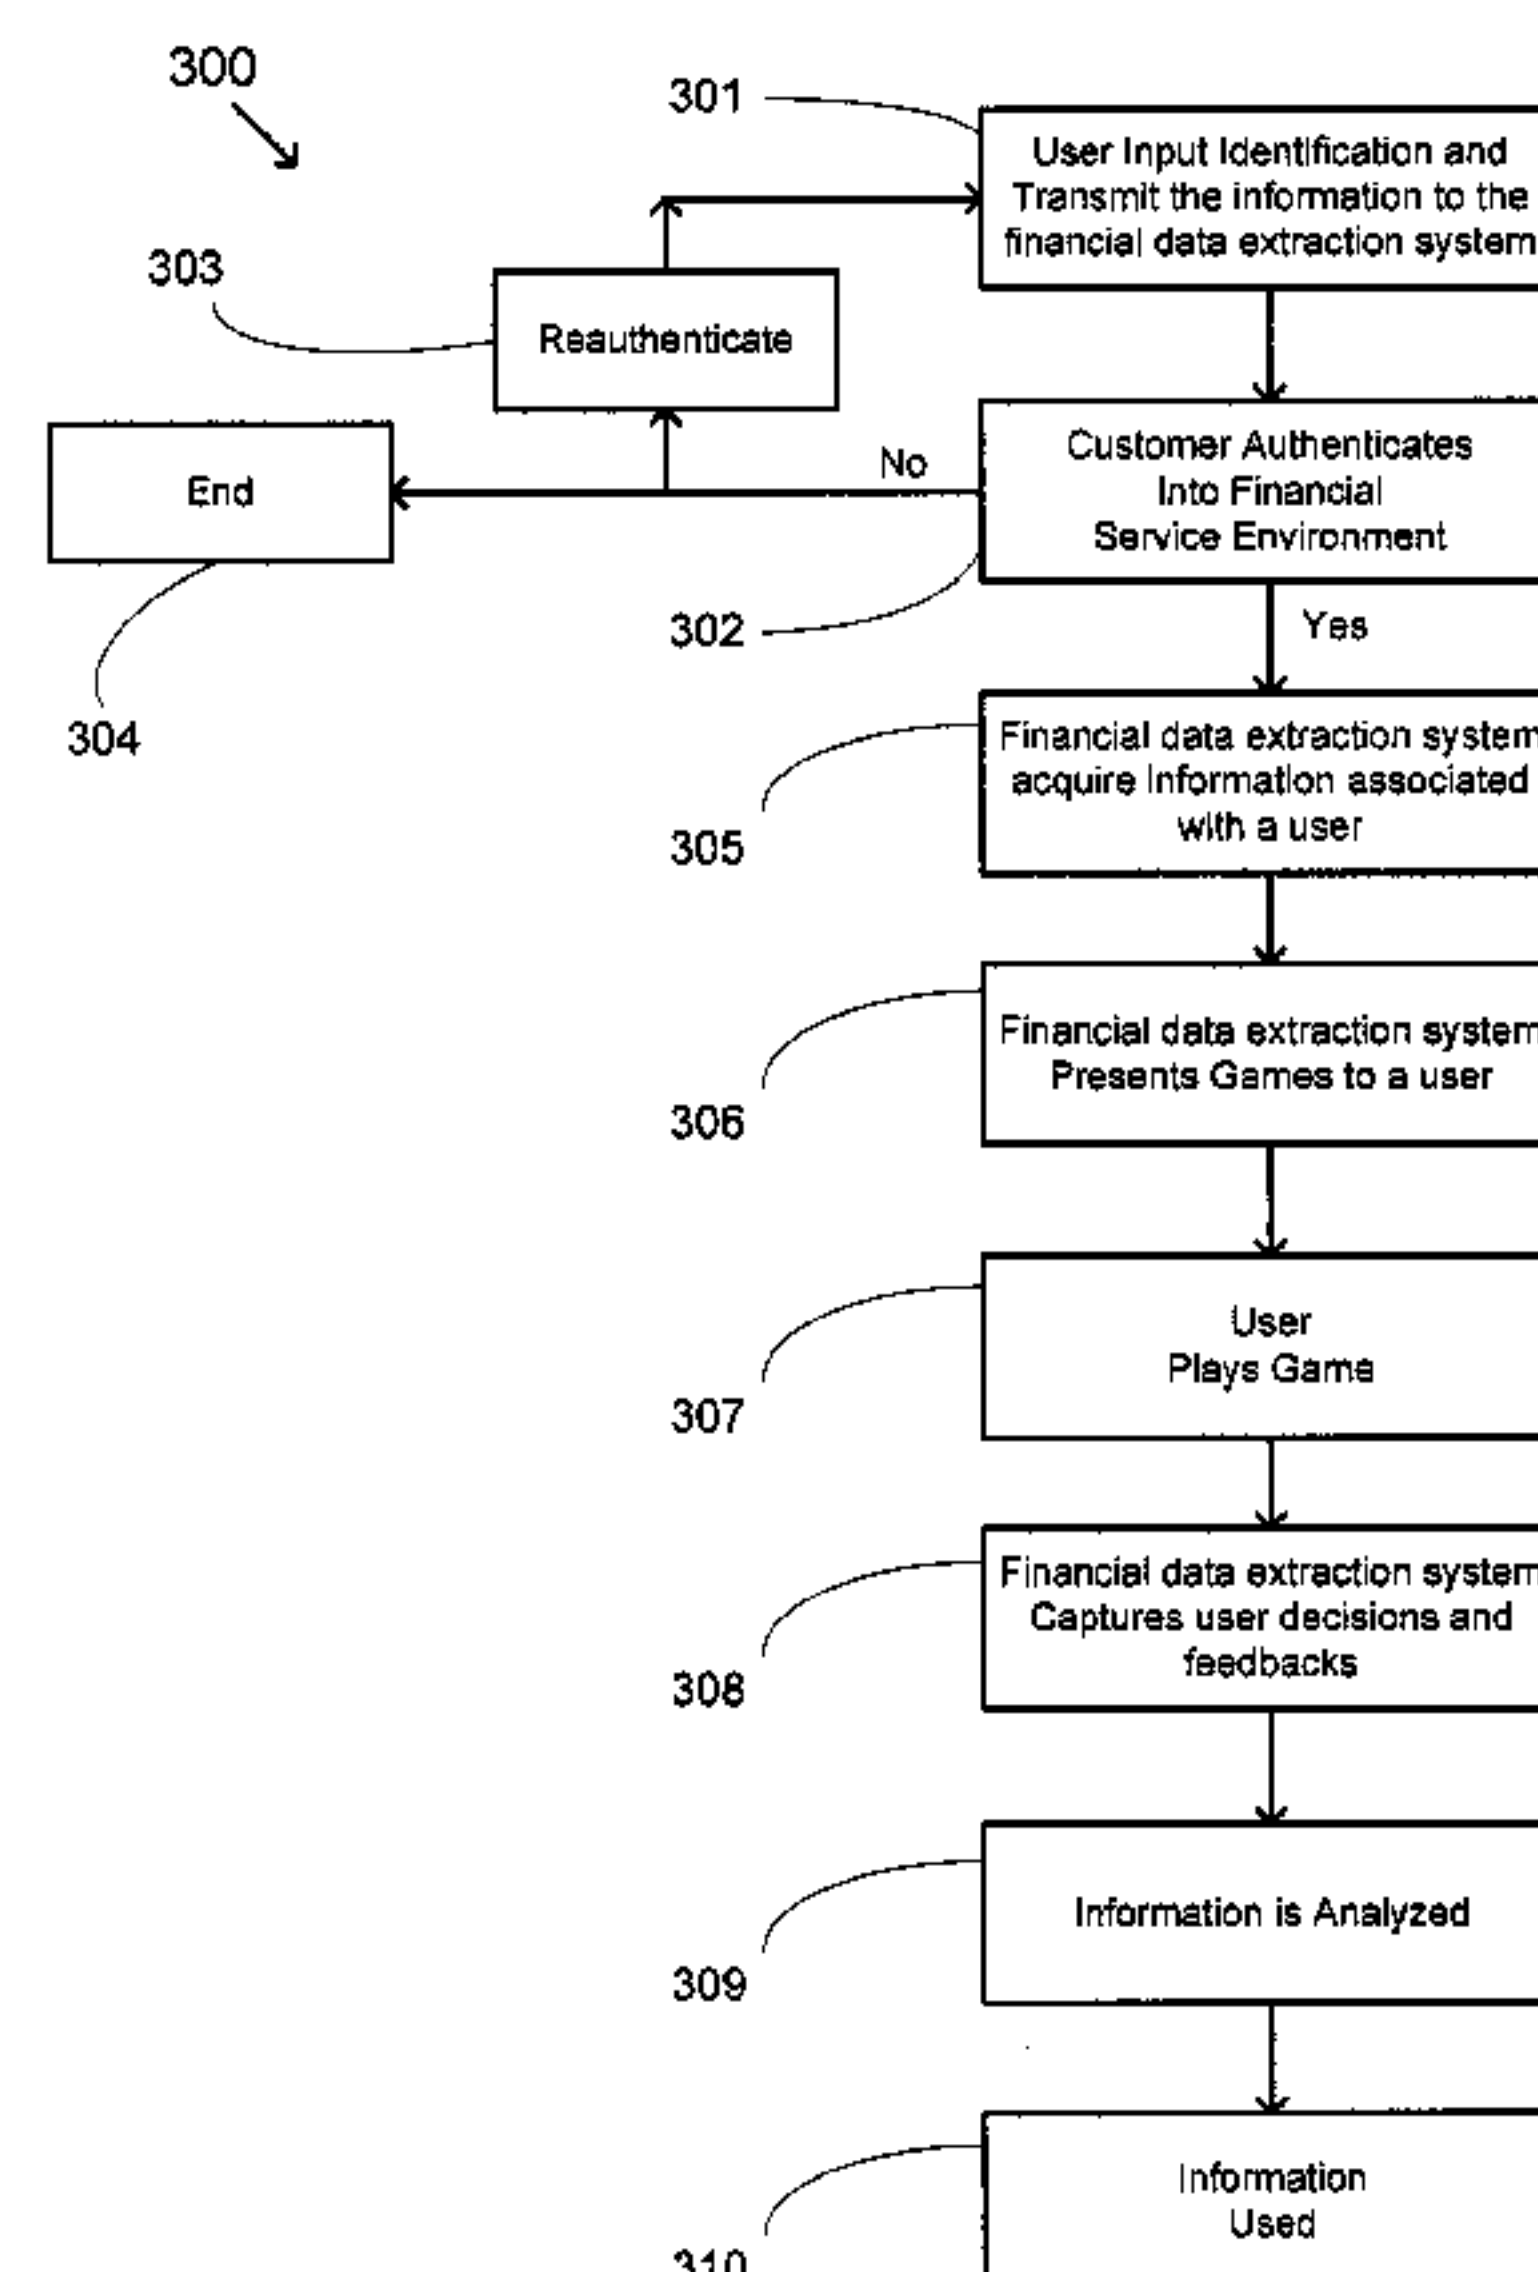 300
301
User Input Identification and
Transmit the information to the
financial data extraction system
303
Reauthenticate
End
No
Customer Authenticates
Into Financial
Service Environment
302
Yes
304
Financial data extraction system
acquire Information associated
with a user
305
Financial data extraction system
Presents Games to a user
306
User
Plays Game
307
Financial data extraction system
Captures user decisions and
feedbacks
308
Information is Analyzed
309
Information
Used
310